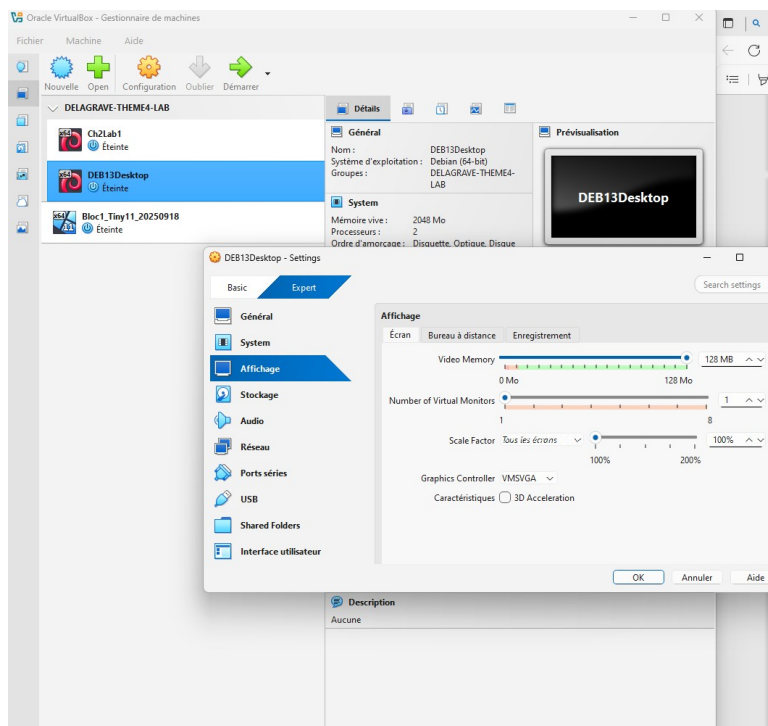 Oracle VirtualBox - Gestionnaire de machines
Fichier Machine Aide
Nouvelle Open Configuration Oublier Démarrer
DELAGRAVE-THEME4-LAB
x64 Ch2Lab1
Éteinte
x64 DEB13Desktop
Éteinte
x64 11 Bloc1_Tiny11_20250918
Éteinte
Détails
Général
Nom : DEB13Desktop
Système d'exploitation : Debian (64-bit)
Groupes : DELAGRAVE-THEME4-
LAB
System
Mémoire vive : 2048 Mo
Processeurs : 2
Ordre d'amorçage : Disquette, Optique, Disque
Prévisualisation
DEB13Desktop
DEB13Desktop - Settings
Basic Expert
Search settings
Général
System
Affichage
Stockage
Audio
Réseau
Ports séries
USB
Shared Folders
Interface utilisateur
Affichage
Écran Bureau à distance Enregistrement
Video Memory 128 MB
0 Mo 128 Mo
Number of Virtual Monitors 1
1 8
Scale Factor Tous les écrans 100%
100% 200%
Graphics Controller VMSVGA
Caractéristiques 3D Acceleration
OK Annuler Aide
Description
Aucune